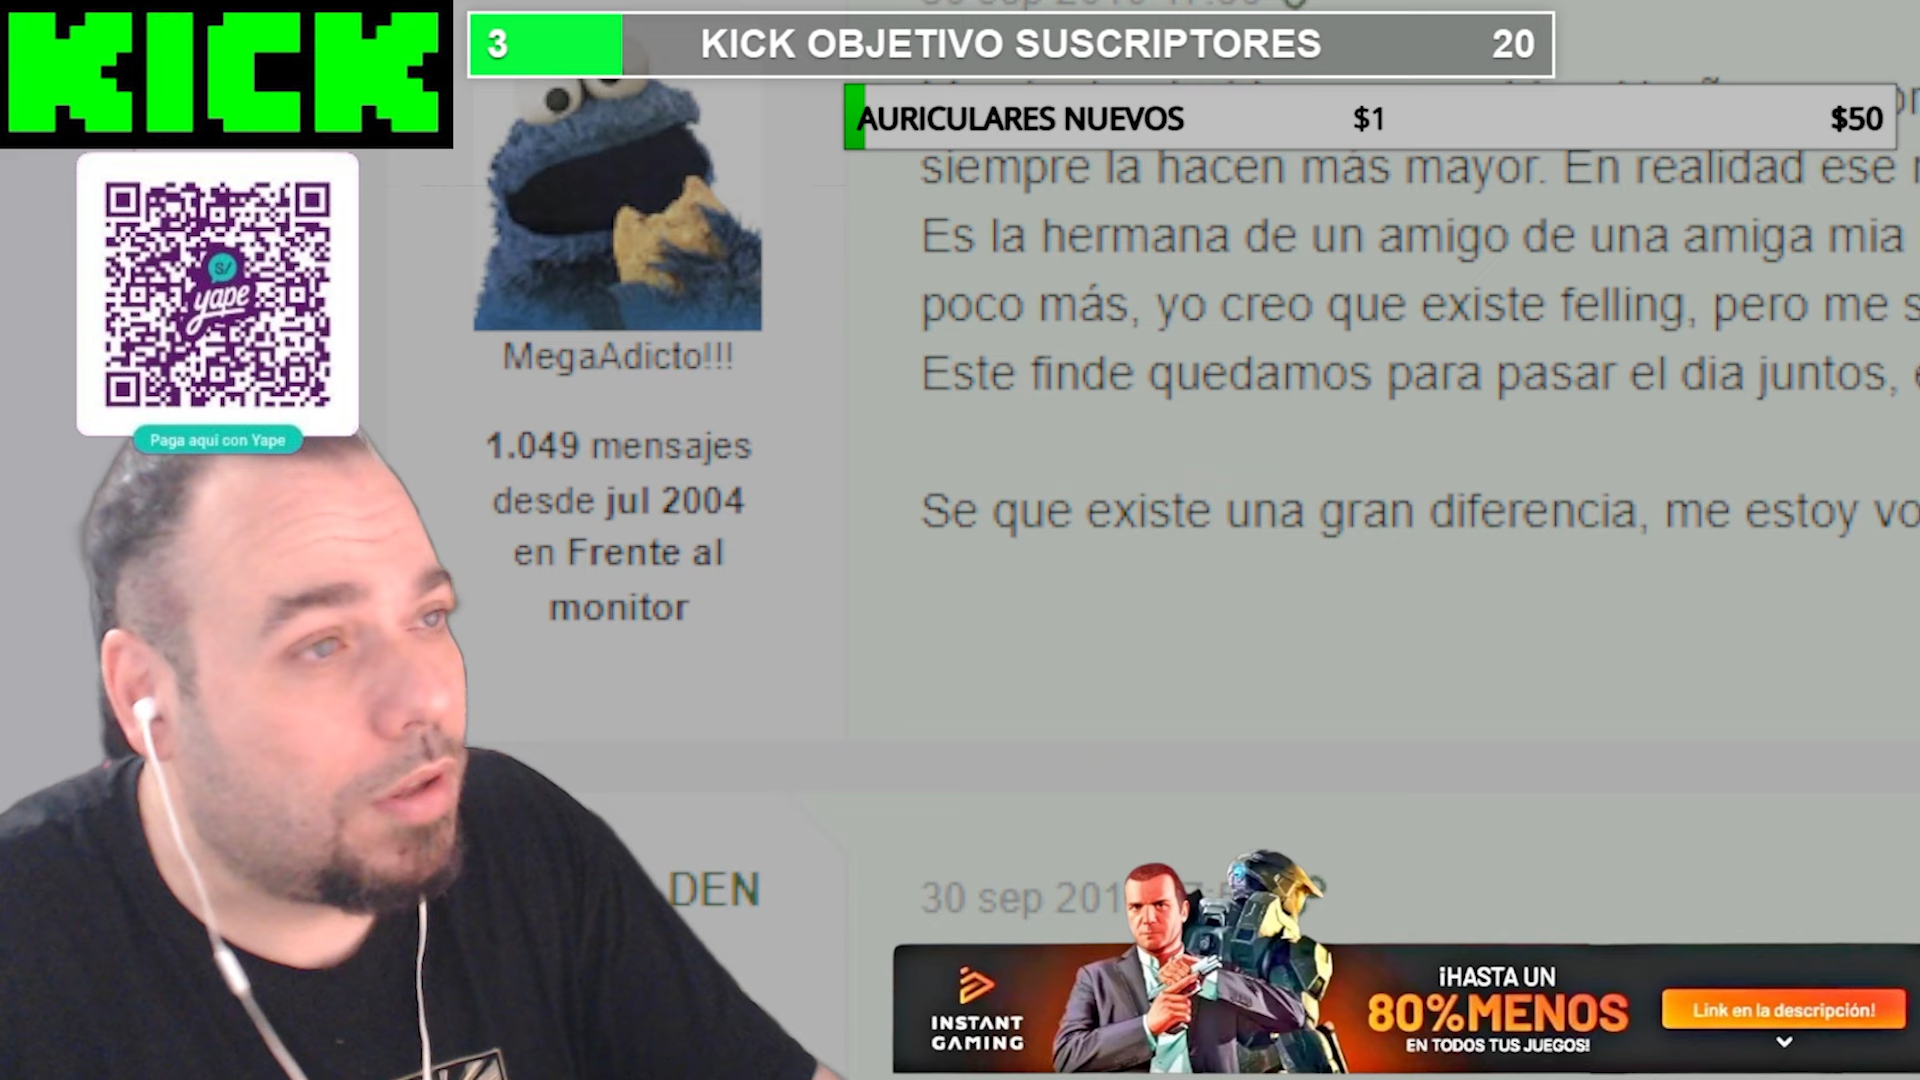 KICK
3 KICK OBJETIVO SUSCRIPTORES 20
AURICULARES NUEVOS $1 $50
siempre la hacen más mayor. En realidad ese
Es la hermana de un amigo de una amiga mia
poco más, yo creo que existe felling, pero me s
Este finde quedamos para pasar el dia juntos,
Se que existe una gran diferencia, me estoy vo
S/
yape
Paga aqui con Yape
MegaAdicto!!!
1.049 mensajes
desde jul 2004
en Frente al
monitor
DEN
30 sep 201
INSTANT
GAMING
¡HASTA UN
80%MENOS
EN TODOS TUS JUEGOS!
Link en la descripción!